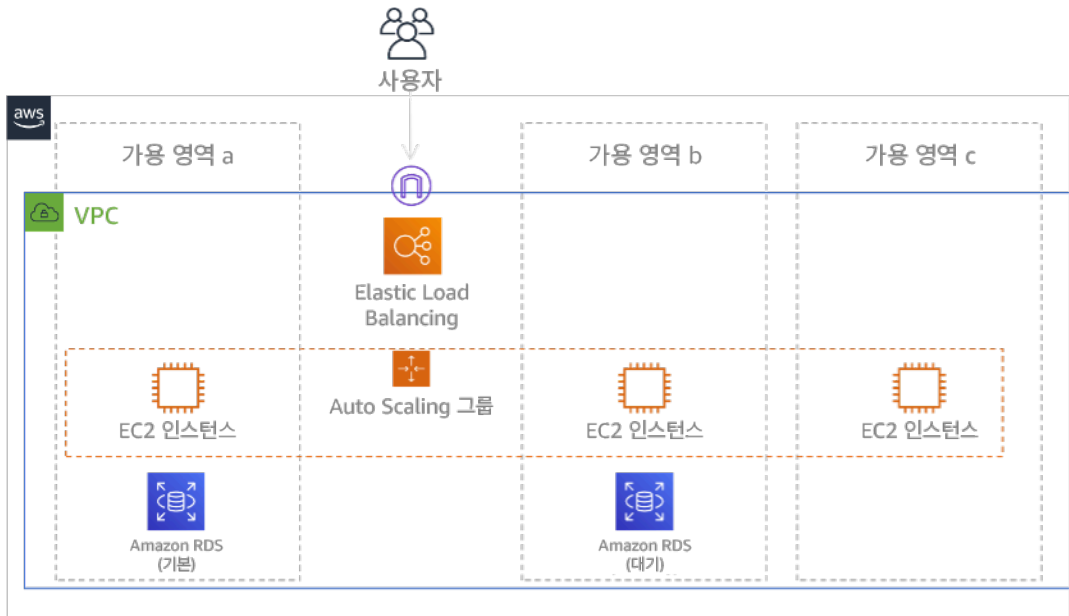 사용자
aws
가용 영역 a
가용 영역 b
가용 영역 c
VPC
Elastic Load
Balancing
Auto Scaling 그룹
EC2 인스턴스
EC2 인스턴스
EC2 인스턴스
Amazon RDS
(기본)
Amazon RDS
(대기)